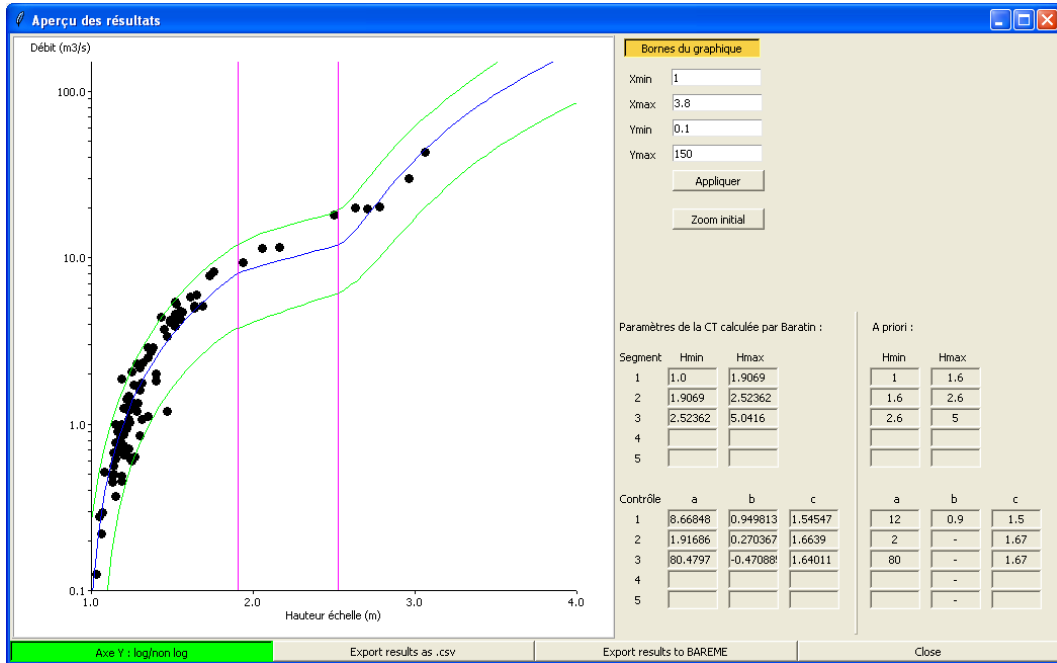 Aperçu des résultats
Débit (m3/s)
100.0
10.0
1.0
0.1
1.0 2.0 3.0 4.0
Hauteur échelle (m)
Bornes du graphique
Xmin 1
Xmax 3.8
Ymin 0.1
Ymax 150
Appliquer
Zoom initial
Paramètres de la CT calculée par Baratin : A priori :
Segment Hmin Hmax Hmin Hmax
1 1.0 1.9069 1 1.6
2 1.9069 2.52362 1.6 2.6
3 2.52362 5.0416 2.6 5
4
5
Contrôle a b c a b c
1 8.66848 0.949813 1.54547 12 0.9 1.5
2 1.91686 0.270367 1.6639 2 - 1.67
3 80.4797 -0.47088 1.64011 80 - 1.67
4 -
5 -
Axe Y : log/non log Export results as .csv Export results to BAREME Close